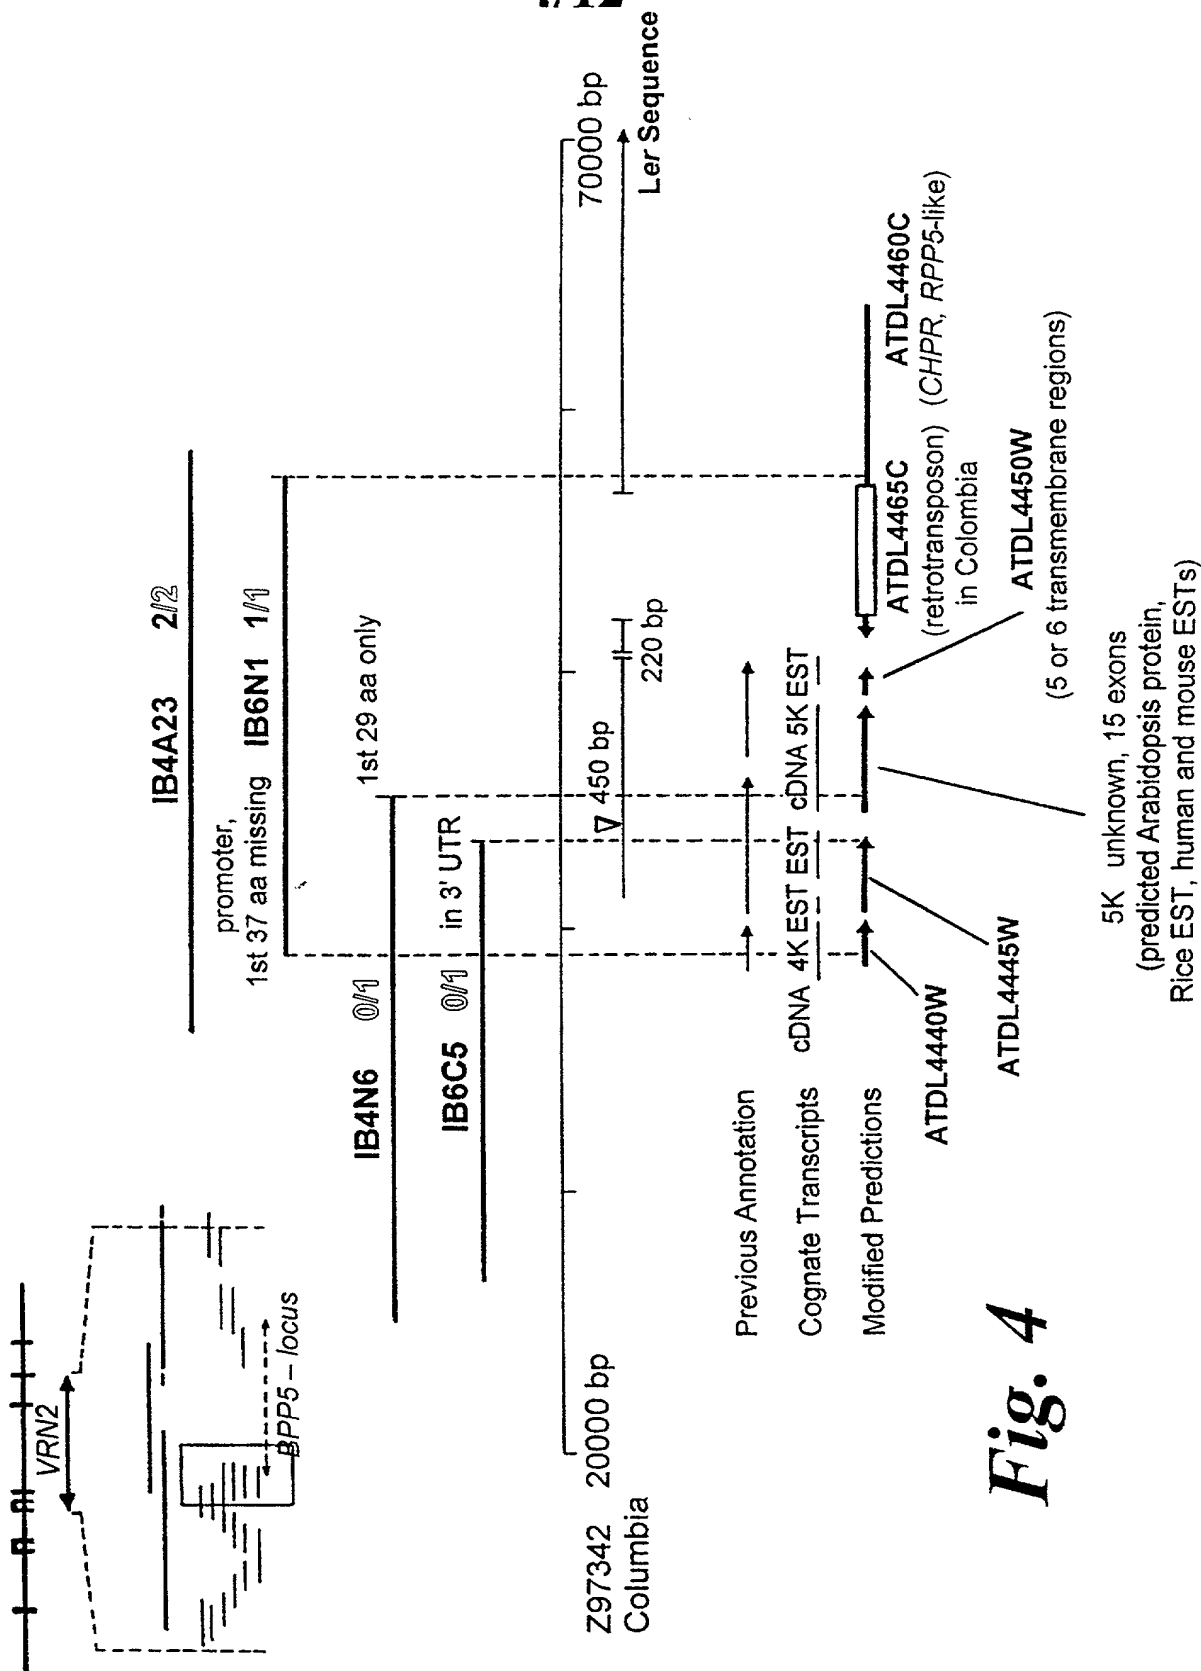 VRN2
BPP5 – locus
IB4A23 2/2
promoter,
1st 37 aa missing IB6N1 1/1
IB4N6 0/1 1st 29 aa only
IB6C5 0/1 in 3' UTR
Z97342 20000 bp 70000 bp
Columbia
450 bp
220 bp
Ler Sequence
Previous Annotation
Cognate Transcripts cDNA 4K EST EST cDNA 5K EST
Modified Predictions
ATDL4440W
ATDL4445W
ATDL4465C ATDL4460C
(retrotransposon) (CHPR, RPP5-like)
in Colombia
ATDL4450W
(5 or 6 transmembrane regions)
5K unknown, 15 exons
(predicted Arabidopsis protein,
Rice EST, human and mouse ESTs)
Fig. 4